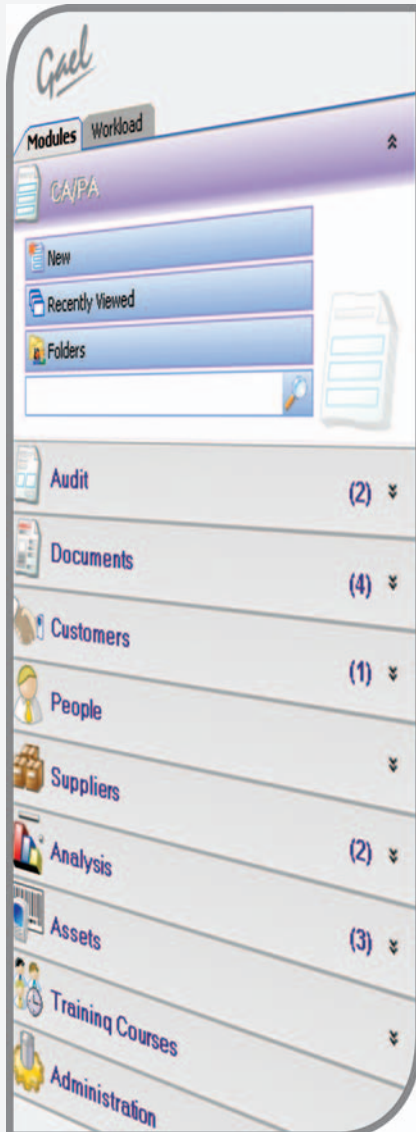 Gael
Modules Workload
CA/PA
New
Recently Viewed
Folders
Audit (2)
Documents (4)
Customers (1)
People
Suppliers (2)
Analysis (3)
Assets
Training Courses
Administration